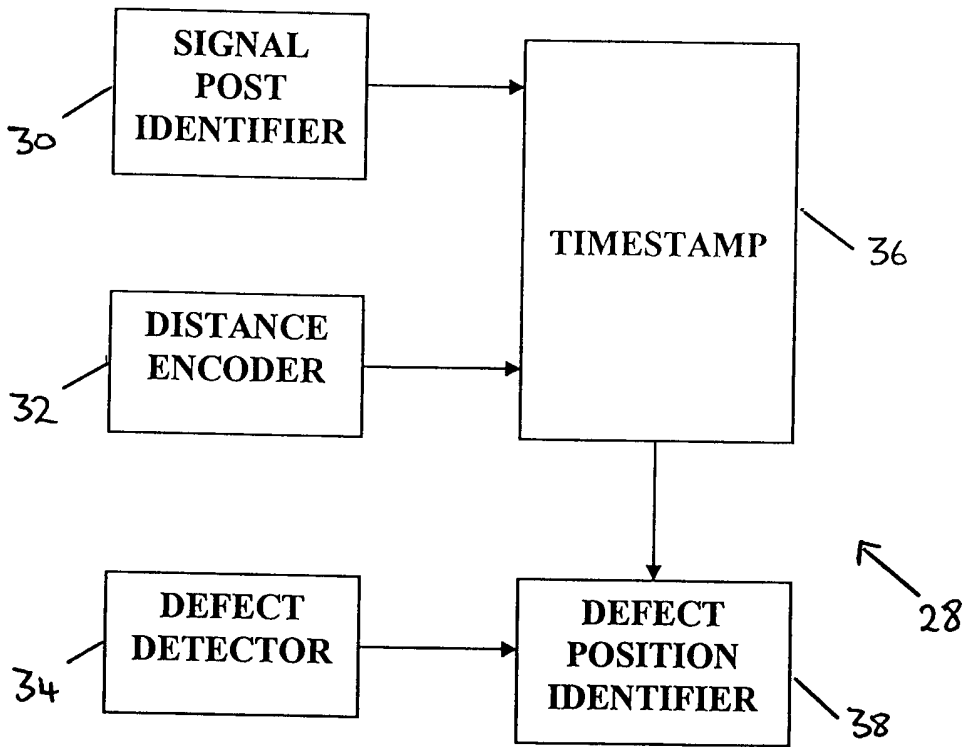 SIGNAL
POST
IDENTIFIER
30
TIMESTAMP
36
DISTANCE
ENCODER
32
DEFECT
DETECTOR
34
DEFECT
POSITION
IDENTIFIER
38
28